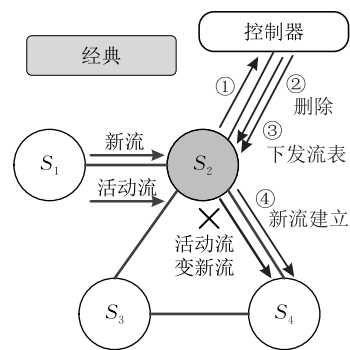 控制器
经典
①
②
删除
③
下发流表
新流
S₁
S₂
活动流
④
新流建立
活动流
变新流
S₃
S₄